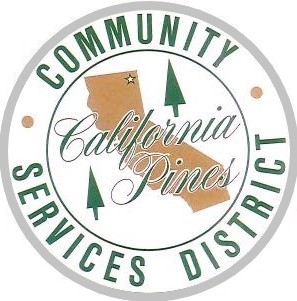 COMMUNITY
California
Pines
SERVICES DISTRICT